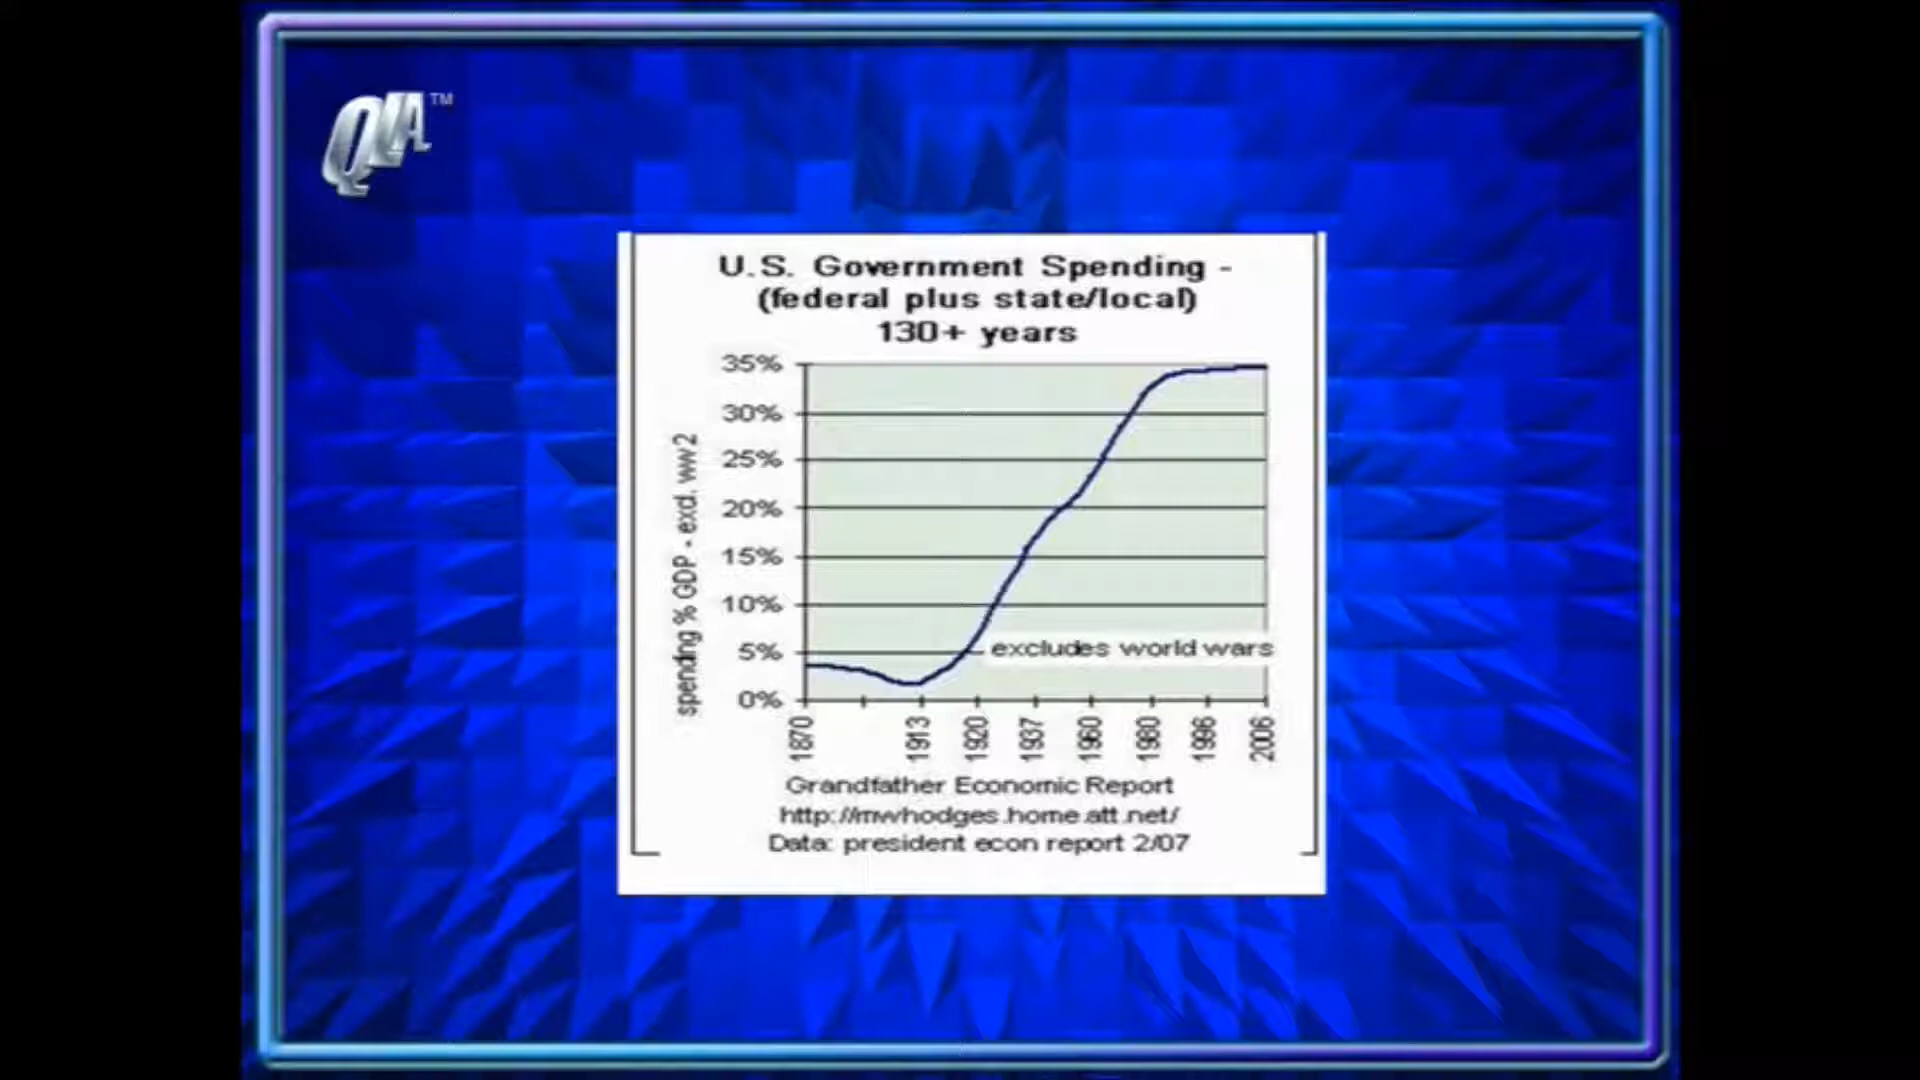 QLA™
U.S. Government Spending -
(federal plus state/local)
130+ years
35%
30%
25%
20%
15%
10%
5%
0%
spending % GDP - excl. ww2
excludes world wars
1870 1913 1920 1937 1960 1980 1996 2006
Grandfather Economic Report
http://mwhodges.home.att.net/
Data: president econ report 2/07